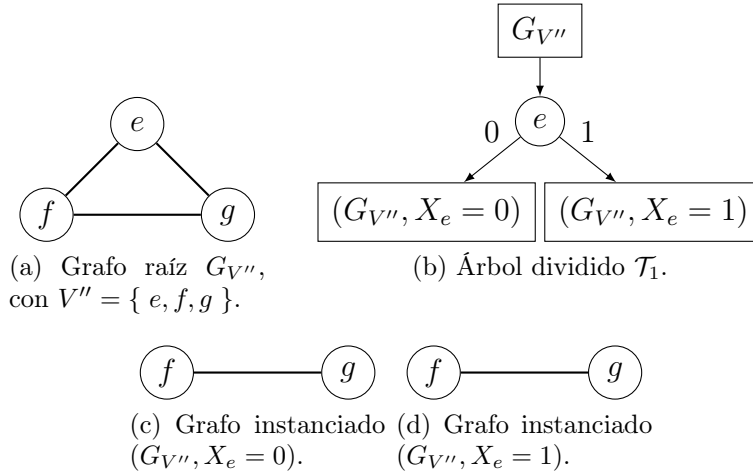 G_{V''}
e
0 1
(G_{V''}, X_e = 0) (G_{V''}, X_e = 1)
e
f g
(a) Grafo raíz G_{V''},
con V'' = { e, f, g }.
(b) Árbol dividido 𝒯_1.
f g
(c) Grafo instanciado
(G_{V''}, X_e = 0).
f g
(d) Grafo instanciado
(G_{V''}, X_e = 1).